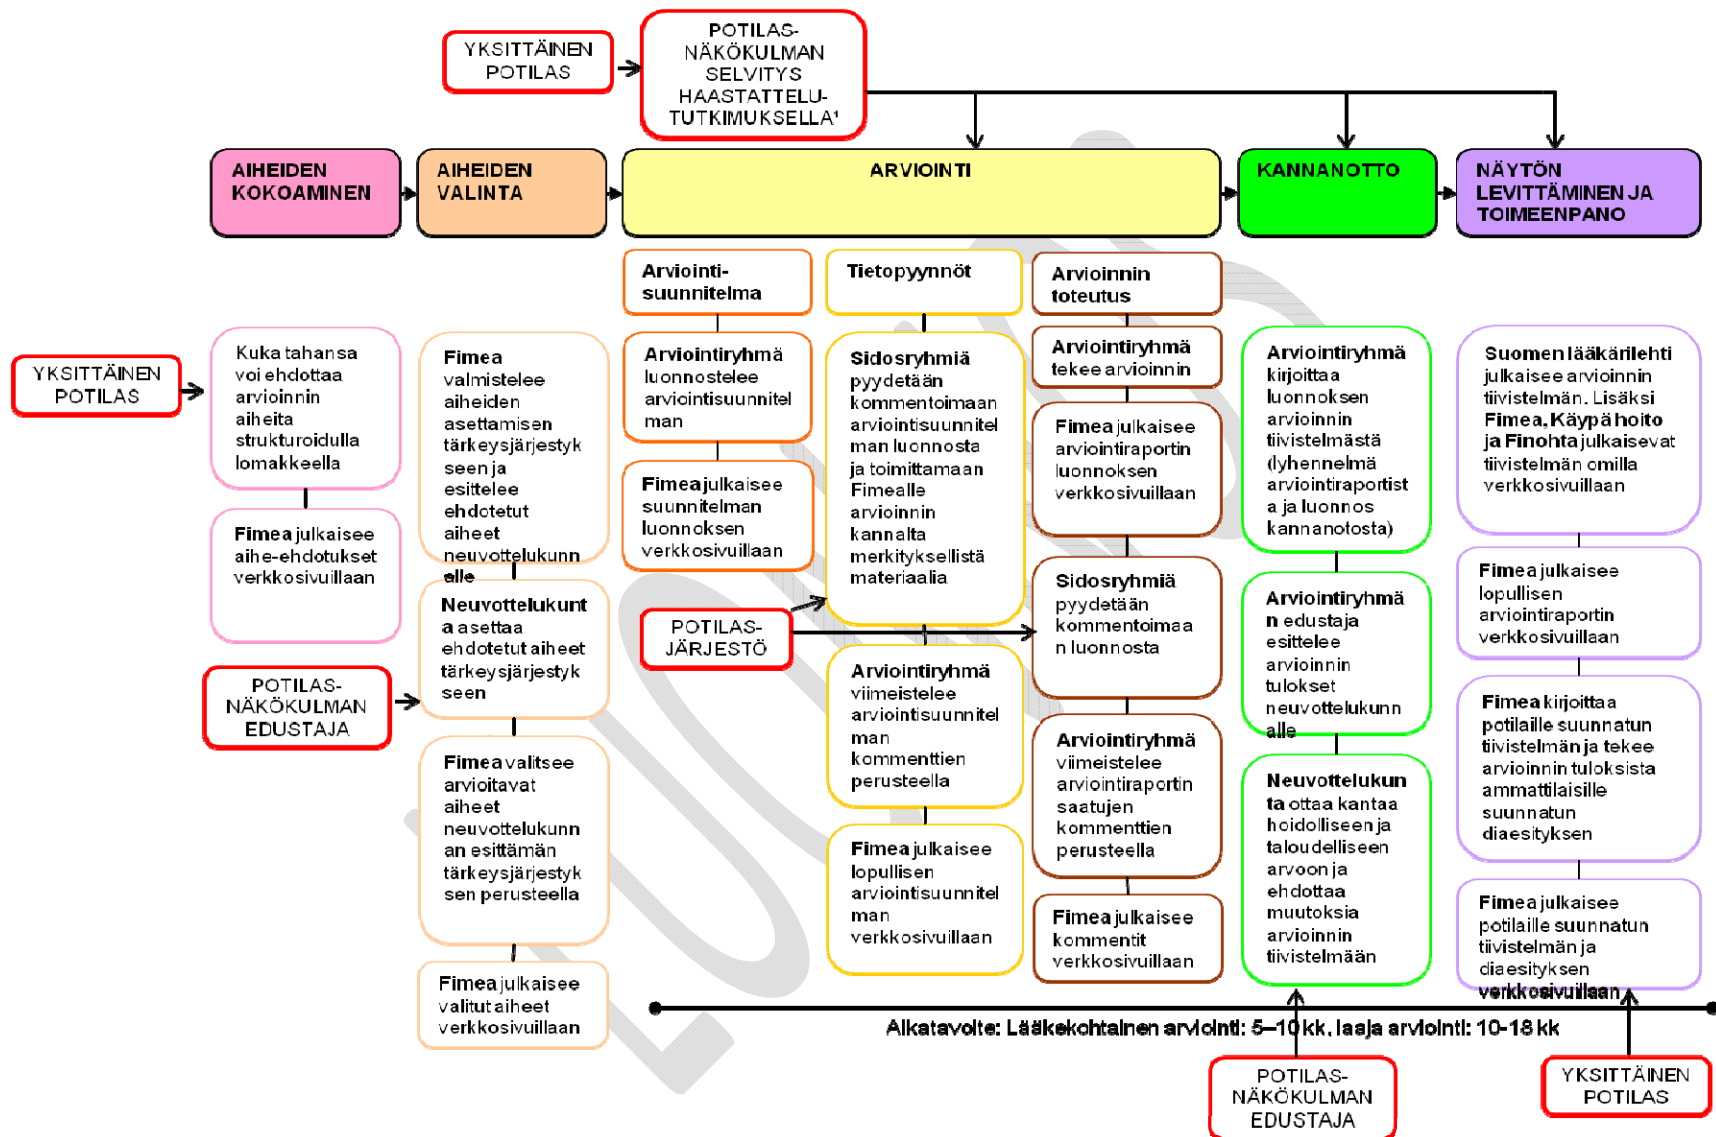 YKSITTÄINEN
POTILAS
POTILAS-
NÄKÖKULMAN
SELVITYS
HAASTATTELU-
TUTKIMUKSELLA¹
AIHEIDEN
KOKOAMINEN
AIHEIDEN
VALINTA
ARVIOINTI
KANNANOTTO
NÄYTÖN
LEVITTÄMINEN JA
TOIMEENPANO
YKSITTÄINEN
POTILAS
Kuka tahansa
voi ehdottaa
arvioinnin
aiheita
strukturoidulla
lomakkeella
Fimea julkaisee
aihe-ehdotukset
verkkosivuillaan
Fimea
valmistelee
aiheiden
asettamisen
tärkeysjärjestyk
seen ja
esittelee
ehdotetut
aiheet
neuvottelukunn
alle
Neuvottelukunt
a asettaa
ehdotetut aiheet
tärkeysjärjestyk
seen
POTILAS-
NÄKÖKULMAN
EDUSTAJA
Fimea valitsee
arvioitavat
aiheet
neuvottelukunn
an esittämän
tärkeysjärjestyk
sen perusteella
Fimea julkaisee
valitut aiheet
verkkosivuillaan
Arviointi-
suunnitelma
Arviointiryhmä
luonnostelee
arviointisuunnitel
man
Fimea julkaisee
suunnitelman
luonnoksen
verkkosivuillaan
POTILAS-
JÄRJESTÖ
Tietopyynnöt
Sidosryhmiä
pyydetään
kommentoimaan
arviointisuunnitel
man luonnosta
ja toimittamaan
Fimealle
arvioinnin
kannalta
merkityksellistä
materiaalia
Arviointiryhmä
viimeistelee
arviointisuunnitel
man
kommenttien
perusteella
Fimea julkaisee
lopullisen
arviointisuunnitel
man
verkkosivuillaan
Arvioinnin
toteutus
Arviointiryhmä
tekee arvioinnin
Fimea julkaisee
arviointiraportin
luonnoksen
verkkosivuillaan
Sidosryhmiä
pyydetään
kommentoimaa
n luonnosta
Arviointiryhmä
viimeistelee
arviointiraportin
saatujen
kommenttien
perusteella
Fimea julkaisee
kommentit
verkkosivuillaan
Arviointiryhmä
kirjoittaa
luonnoksen
arvioinnin
tiivistelmästä
(lyhennelmä
arviointiraportist
a ja luonnos
kannanotosta)
Arviointiryhmä
n edustaja
esittelee
arvioinnin
tulokset
neuvottelukunn
alle
Neuvottelukun
ta ottaa kantaa
hoidolliseen ja
taloudelliseen
arvoon ja
ehdottaa
muutoksia
arvioinnin
tiivistelmään
Suomen lääkärilehti
julkaisee arvioinnin
tiivistelmän. Lisäksi
Fimea, Käypä hoito
ja Finohta julkaisevat
tiivistelmän omilla
verkkosivuillaan
Fimea julkaisee
lopullisen
arviointiraportin
verkkosivuillaan
Fimea kirjoittaa
potilaille suunnatun
tiivistelmän ja tekee
arvioinnin tuloksista
ammattilaisille
suunnatun
diaesityksen
Fimea julkaisee
potilaille suunnatun
tiivistelmän ja
diaesityksen
verkkosivuillaan
Aikatavoite: Lääkekohtainen arviointi: 5–10 kk, laaja arviointi: 10-18 kk
POTILAS-
NÄKÖKULMAN
EDUSTAJA
YKSITTÄINEN
POTILAS